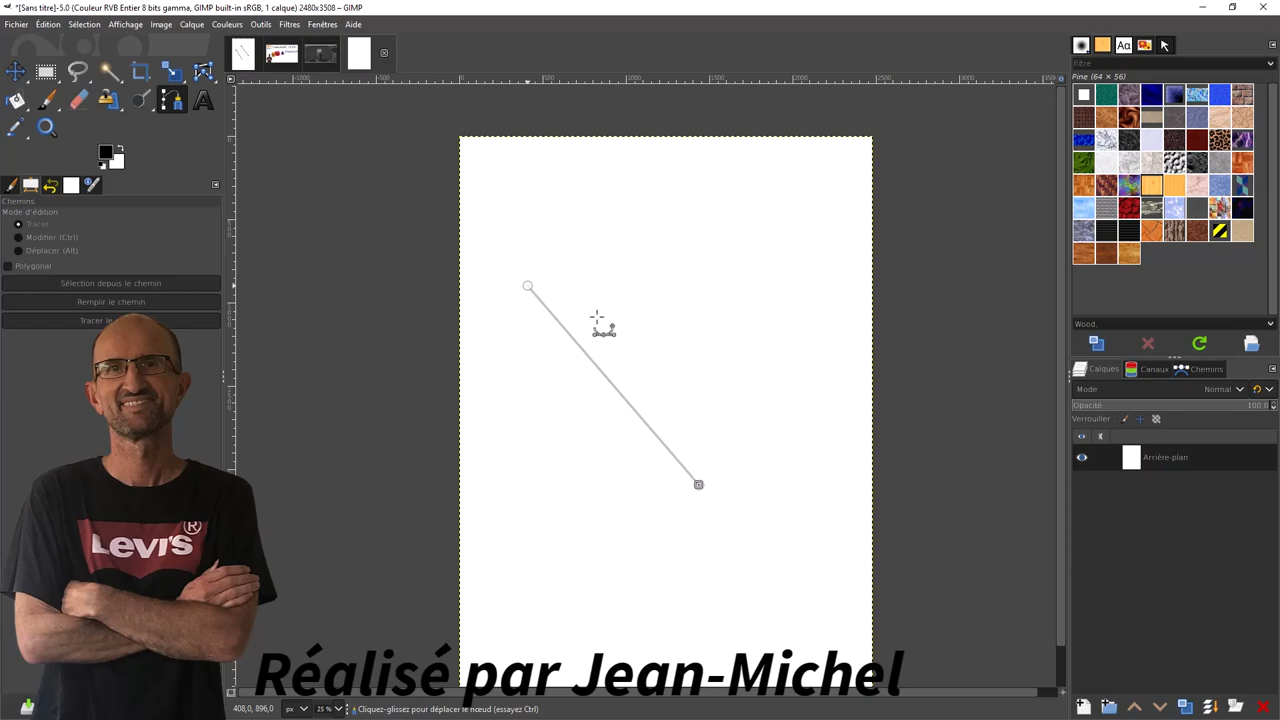 *[Sans titre]-5.0 (Couleur RVB Entier 8 bits gamma, GIMP built-in sRGB, 1 calque) 2480x3508 – GIMP
Fichier Édition Sélection Affichage Image Calque Couleurs Outils Filtres Fenêtres Aide
filtre
Pine (64 × 56)
Chemins
Mode d'édition
Tracer
Modifier (Ctrl)
Déplacer (Alt)
Polygonal
Sélection depuis le chemin
Remplir le chemin
Tracer le
Wood,
Calques Canaux Chemins
Mode Normal
Opacité 100,0
Verrouiller :
Arrière-plan
LEVI'S ®
Réalisé par Jean-Michel
408,0, 896,0 px 25 % Cliquez-glissez pour déplacer le nœud (essayez Ctrl)